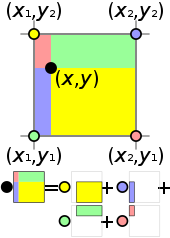 (x₁,y₂) (x₂,y₂)
(x,y)
(x₁,y₁) (x₂,y₁)
= + +
+